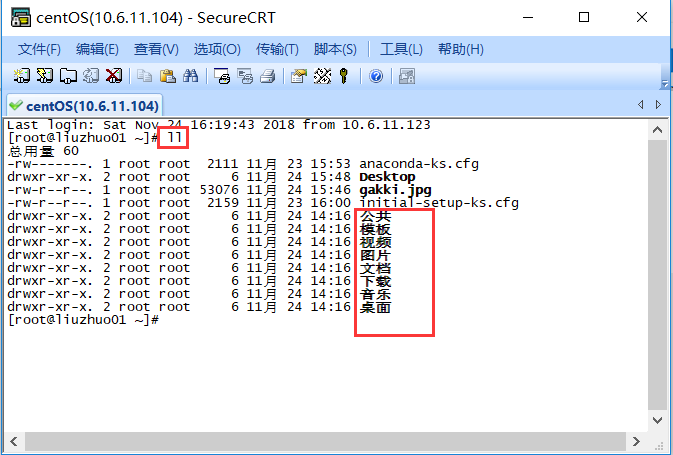 centOS(10.6.11.104) - SecureCRT
文件(F) 编辑(E) 查看(V) 选项(O) 传输(T) 脚本(S) 工具(L) 帮助(H)
centOS(10.6.11.104)
Last login: Sat Nov 24 16:19:43 2018 from 10.6.11.123
[root@liuzhuo01 ~]# ll
总用量 60
-rw-------. 1 root root  2111 11月 23 15:53 anaconda-ks.cfg
drwxr-xr-x. 2 root root     6 11月 24 15:48 Desktop
-rw-r--r--. 1 root root 53076 11月 24 15:46 gakki.jpg
-rw-r--r--. 1 root root  2159 11月 23 16:00 initial-setup-ks.cfg
drwxr-xr-x. 2 root root     6 11月 24 14:16 公共
drwxr-xr-x. 2 root root     6 11月 24 14:16 模板
drwxr-xr-x. 2 root root     6 11月 24 14:16 视频
drwxr-xr-x. 2 root root     6 11月 24 14:16 图片
drwxr-xr-x. 2 root root     6 11月 24 14:16 文档
drwxr-xr-x. 2 root root     6 11月 24 14:16 下载
drwxr-xr-x. 2 root root     6 11月 24 14:16 音乐
drwxr-xr-x. 2 root root     6 11月 24 14:16 桌面
[root@liuzhuo01 ~]#